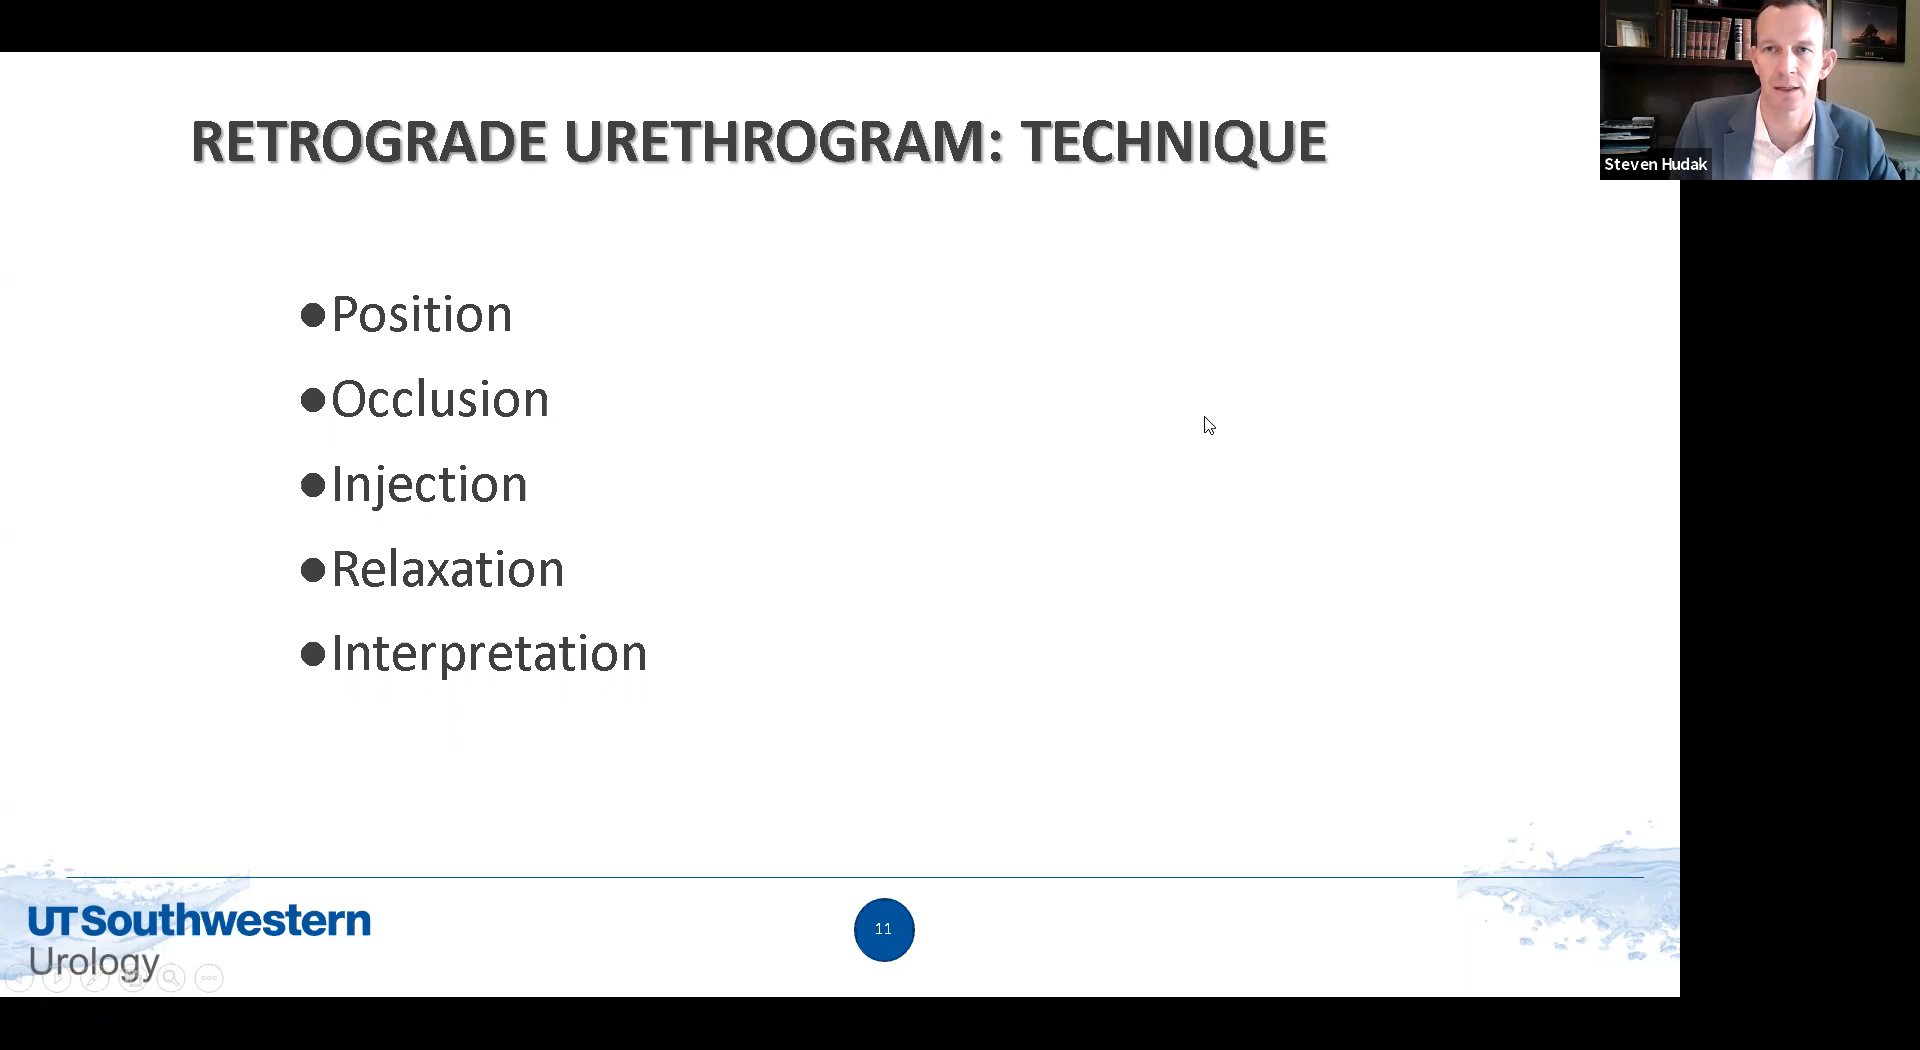 RETROGRADE URETHROGRAM: TECHNIQUE
Steven Hudak
●Position
●Occlusion
●Injection
●Relaxation
●Interpretation
UTSouthwestern
Urology
11